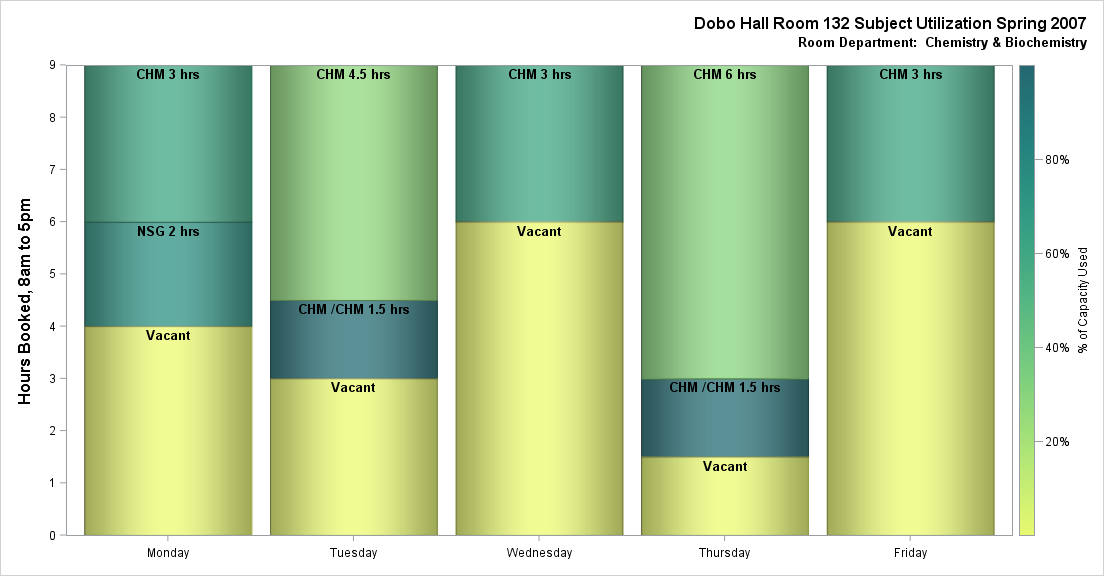 Dobo Hall Room 132 Subject Utilization Spring 2007
Room Department:  Chemistry & Biochemistry
Hours Booked, 8am to 5pm
9
8
7
6
5
4
3
2
1
0
CHM 3 hrs
NSG 2 hrs
Vacant
CHM 4.5 hrs
CHM /CHM 1.5 hrs
Vacant
CHM 3 hrs
Vacant
CHM 6 hrs
CHM /CHM 1.5 hrs
Vacant
CHM 3 hrs
Vacant
Monday
Tuesday
Wednesday
Thursday
Friday
80%
60%
40%
20%
% of Capacity Used